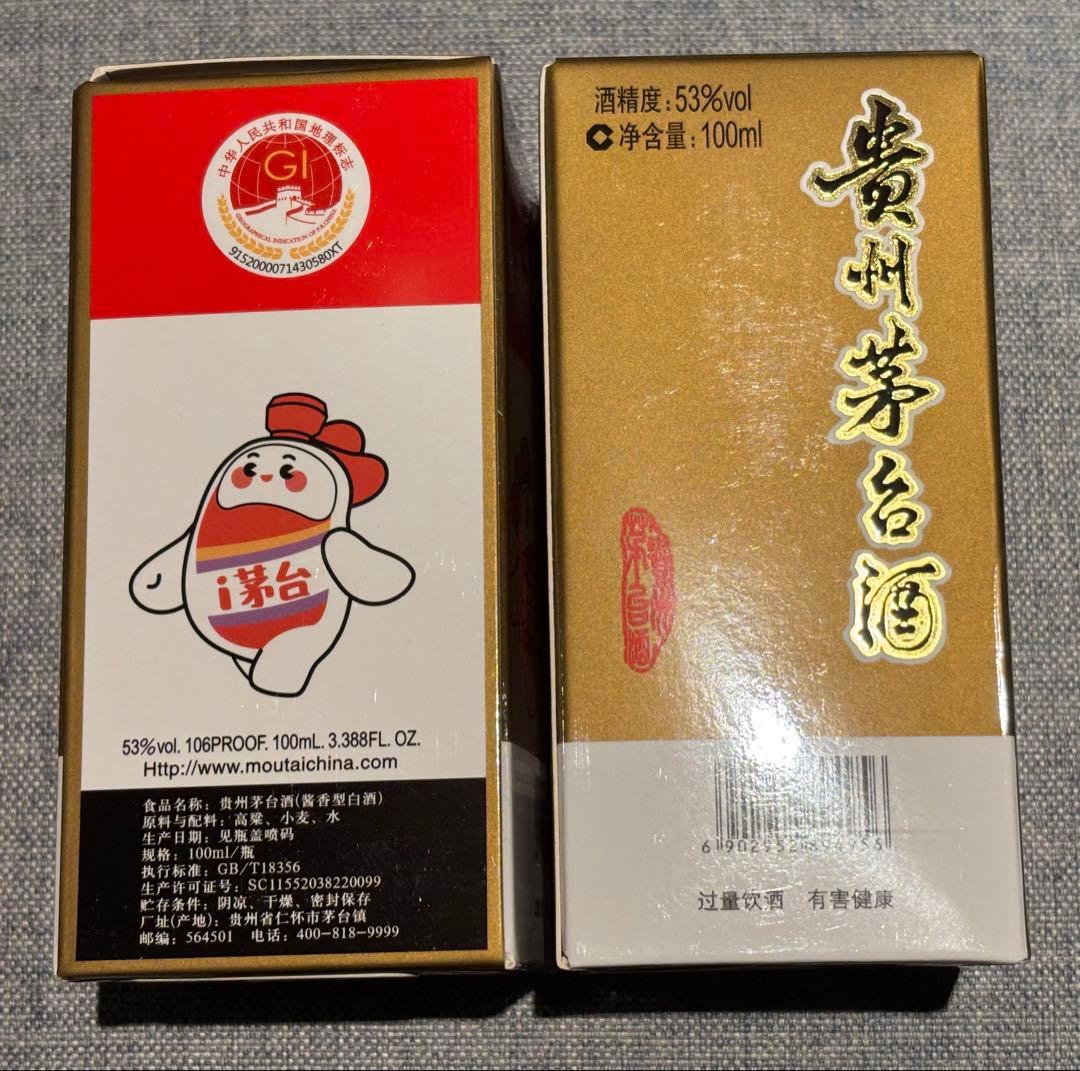 中华人民共和国地理标志
GI
GEOGRAPHICAL INDICATION OF P.R.CHINA
9152000071430580XT
i茅台
53%vol. 106PROOF. 100mL. 3.388FL. OZ.
Http://www.moutaichina.com
食品名称：贵州茅台酒(酱香型白酒)
原料与配料：高粱、小麦、水
生产日期：见瓶盖喷码
规格：100ml/瓶
执行标准：GB/T18356
生产许可证号：SC11552038220099
贮存条件：阴凉、干燥、密封保存
厂址(产地)：贵州省仁怀市茅台镇
邮编：564501 电话：400-818-9999
酒精度：53%vol
净含量：100ml
贵州茅台酒
贵州茅台酒
过量饮酒 有害健康